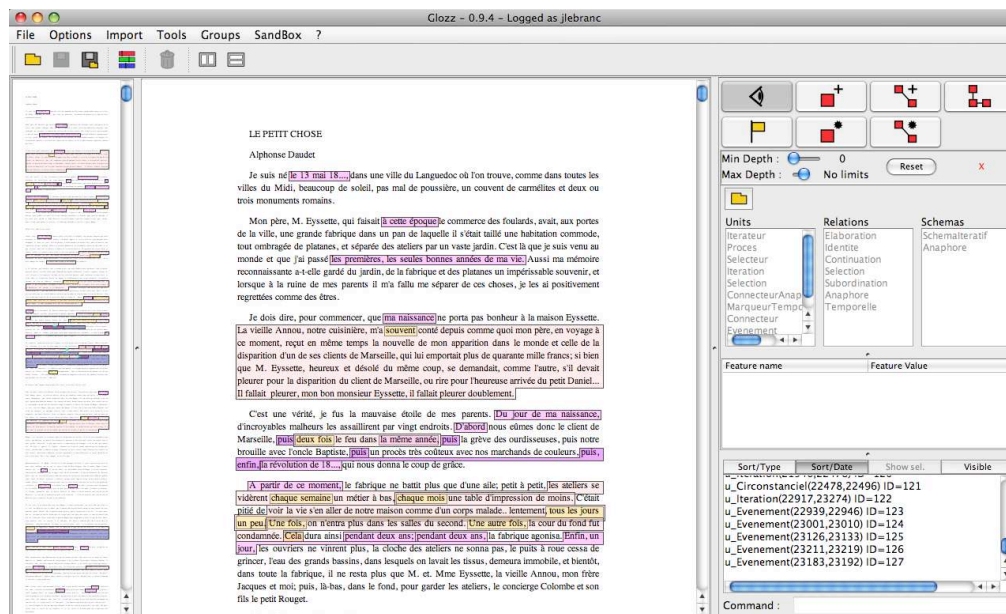 Glozz - 0.9.4 - Logged as jlebranc
File Options Import Tools Groups SandBox ?
LE PETIT CHOSE
Alphonse Daudet
Je suis né le 13 mai 18..., dans une ville du Languedoc où l'on trouve, comme dans toutes les
villes du Midi, beaucoup de soleil, pas mal de poussière, un couvent de carmélites et deux ou
trois monuments romains.
Mon père, M. Eyssette, qui faisait à cette époque le commerce des foulards, avait, aux portes
de la ville, une grande fabrique dans un pan de laquelle il s'était taillé une habitation commode,
tout ombragée de platanes, et séparée des ateliers par un vaste jardin. C'est là que je suis venu au
monde et que j'ai passé les premières, les seules bonnes années de ma vie. Aussi ma mémoire
reconnaissante a-t-elle gardé du jardin, de la fabrique et des platanes un impérissable souvenir, et
lorsque à la ruine de mes parents il m'a fallu me séparer de ces choses, je les ai positivement
regrettées comme des êtres.
Je dois dire, pour commencer, que ma naissance ne porta pas bonheur à la maison Eyssette.
La vieille Annou, notre cuisinière, m'a souvent conté depuis comme quoi mon père, en voyage à
ce moment, reçut en même temps la nouvelle de mon apparition dans le monde et celle de la
disparition d'un de ses clients de Marseille, qui lui emportait plus de quarante mille francs; si bien
que M. Eyssette, heureux et désolé du même coup, se demandait, comme l'autre, s'il devait
pleurer pour la disparition du client de Marseille, ou rire pour l'heureuse arrivée du petit Daniel...
Il fallait pleurer, mon bon monsieur Eyssette, il fallait pleurer doublement.
C'est une vérité, je fus la mauvaise étoile de mes parents. Du jour de ma naissance,
d'incroyables malheurs les assaillirent par vingt endroits. D'abord nous eûmes donc le client de
Marseille, puis deux fois le feu dans la même année, puis la grève des ourdisseuses, puis notre
brouille avec l'oncle Baptiste, puis un procès très coûteux avec nos marchands de couleurs, puis,
enfin, la révolution de 18..., qui nous donna le coup de grâce.
A partir de ce moment, le fabrique ne battit plus que d'une aile; petit à petit, les ateliers se
vidèrent chaque semaine un métier à bas, chaque mois une table d'impression de moins. C'était
pitié de voir la vie s'en aller de notre maison comme d'un corps malade.. lentement, tous les jours
un peu. Une fois, on n'entra plus dans les salles du second. Une autre fois, la cour du fond fut
condamnée. Cela dura ainsi pendant deux ans; pendant deux ans, la fabrique agonisa. Enfin, un
jour, les ouvriers ne vinrent plus, la cloche des ateliers ne sonna pas, le puits à roue cessa de
grincer, l'eau des grands bassins, dans lesquels on lavait les tissus, demeura immobile, et bientôt,
dans toute la fabrique, il ne resta plus que M. et Mme Eyssette, la vieille Annou, mon frère
Jacques et moi; puis, là-bas, dans le fond, pour garder les ateliers, le concierge Colombe et son
fils le petit Rouget.
Min Depth : 0
Max Depth : No limits
Reset
X
Units Relations Schemas
Iterateur Elaboration SchemaIteratif
Proces Identite Anaphore
Selecteur Continuation
Iteration Selection
Selection Subordination
ConnecteurAnap Anaphore
MarqueurTempo Temporelle
Connecteur
Evenement
Feature name Feature Value
Sort/Type Sort/Date Show sel. Visible
u_Circonstanciel(22478,22496) ID=121
u_Iteration(22917,23274) ID=122
u_Evenement(22939,22946) ID=123
u_Evenement(23001,23010) ID=124
u_Evenement(23126,23133) ID=125
u_Evenement(23211,23219) ID=126
u_Evenement(23183,23192) ID=127
Command :